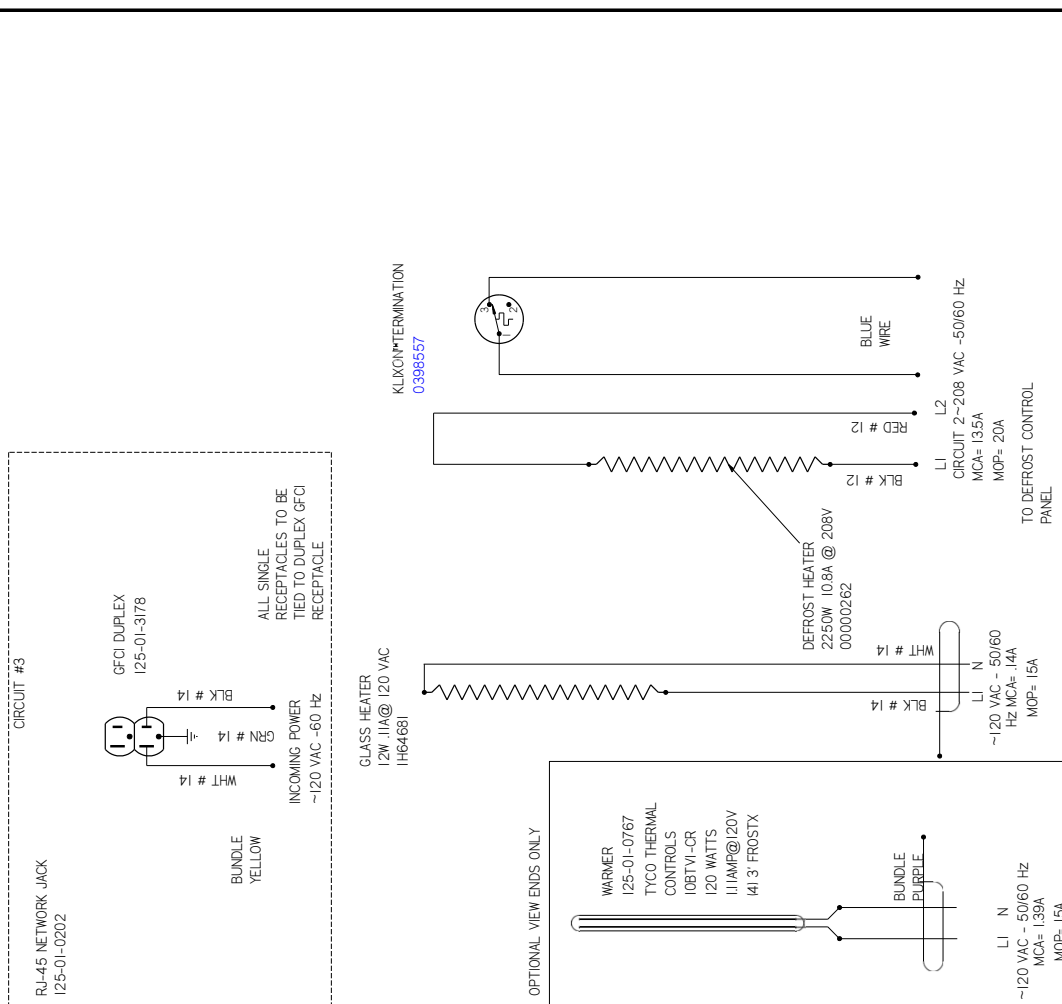 CIRCUIT #3
RJ-45 NETWORK JACK
125-01-0202
GFCI DUPLEX
125-01-3178
WHT # 14
GRN # 14
BLK # 14
BUNDLE
YELLOW
INCOMING POWER
~120 VAC -60 Hz
ALL SINGLE
RECEPTACLES TO BE
TIED TO DUPLEX GFCI
RECEPTACLE
KLIXON™TERMINATION
0398557
3
2
1
BLUE
WIRE
RED # 12
BLK # 12
L1 L2
CIRCUIT 2~208 VAC -50/60 HZ
MCA= 13.5A
MOP= 20A
TO DEFROST CONTROL
PANEL
DEFROST HEATER
2250W 10.8A @ 208V
00000262
GLASS HEATER
12W .11A@ 120 VAC
1H64681
WHT # 14
BLK # 14
L1 N
~120 VAC - 50/60
Hz MCA= .14A
MOP= 15A
OPTIONAL VIEW ENDS ONLY
WARMER
125-01-0767
TYCO THERMAL
CONTROLS
10BTV1-CR
120 WATTS
1.11AMP@120V
(4) 3' FROSTX
BUNDLE
PURPLE
L1 N
~120 VAC - 50/60 Hz
MCA= 1.39A
MOP= 15A